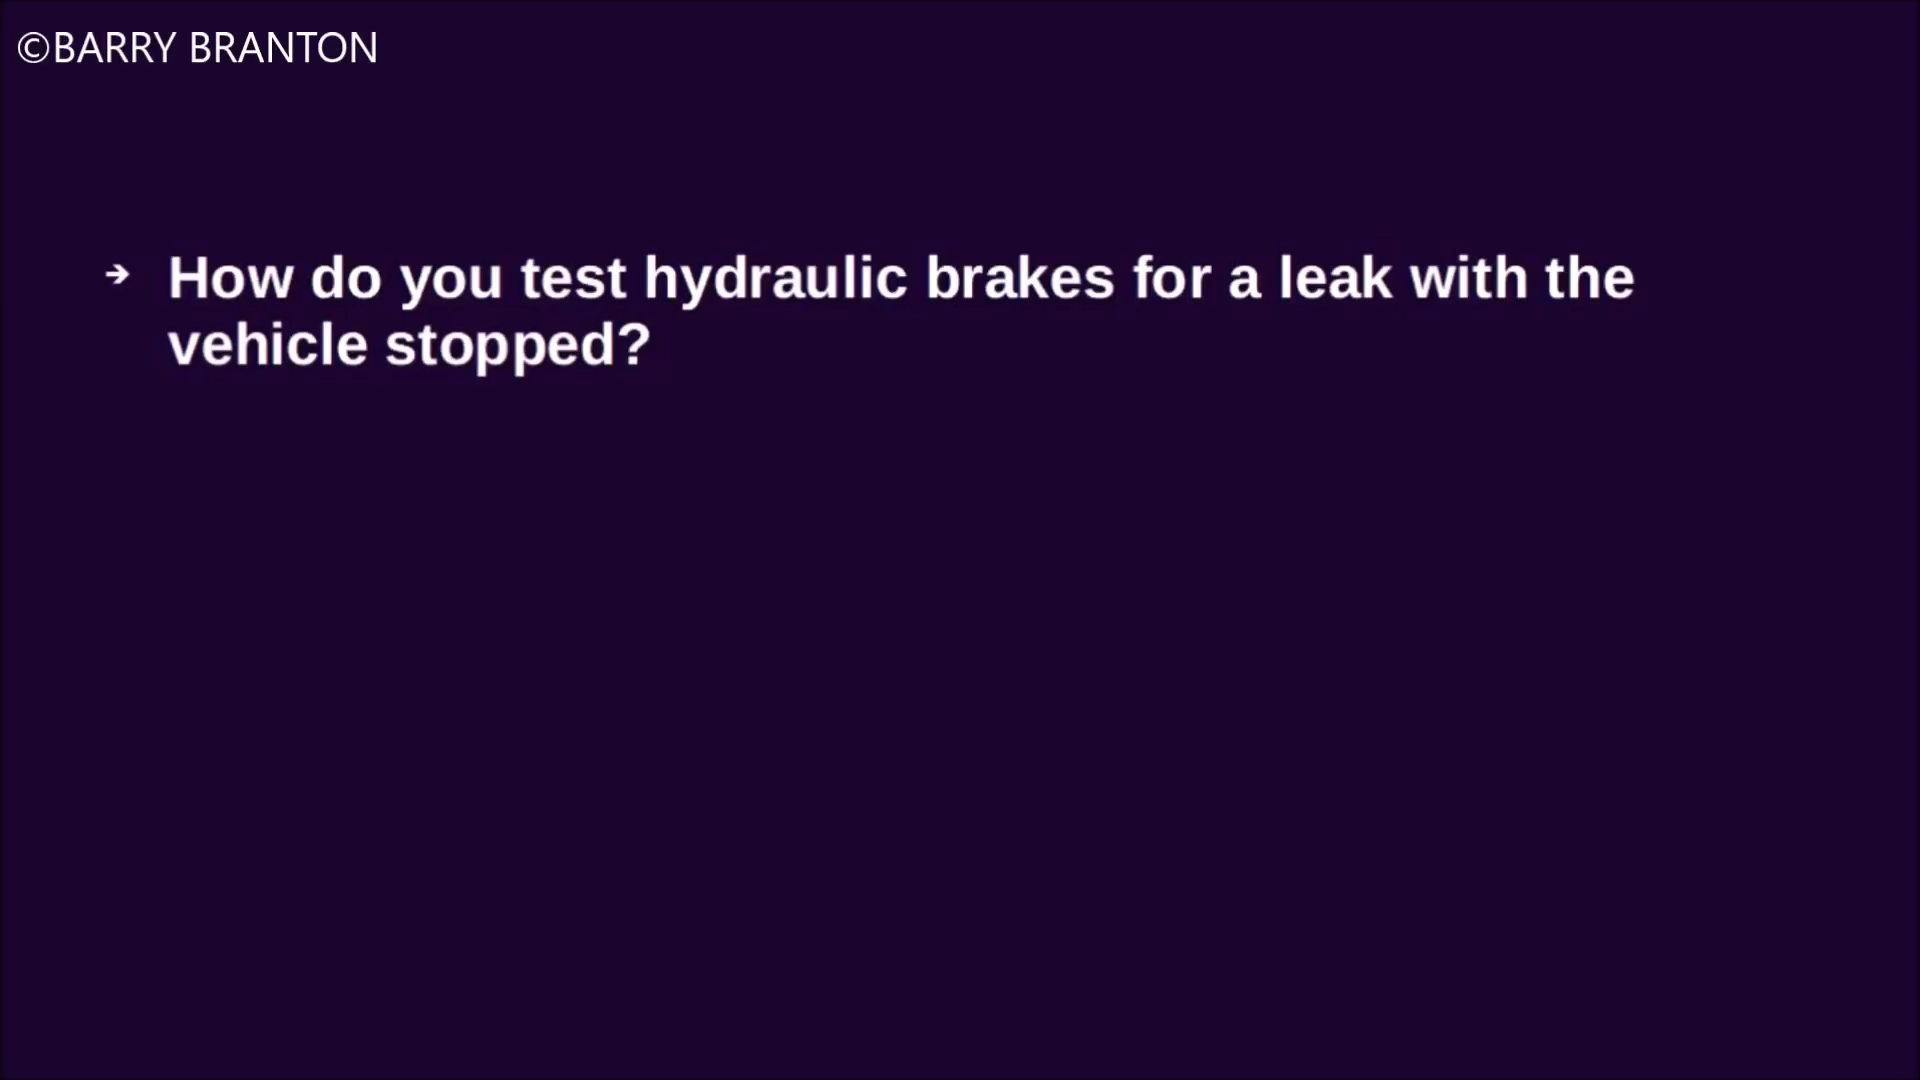 ©BARRY BRANTON
➔ How do you test hydraulic brakes for a leak with the
vehicle stopped?